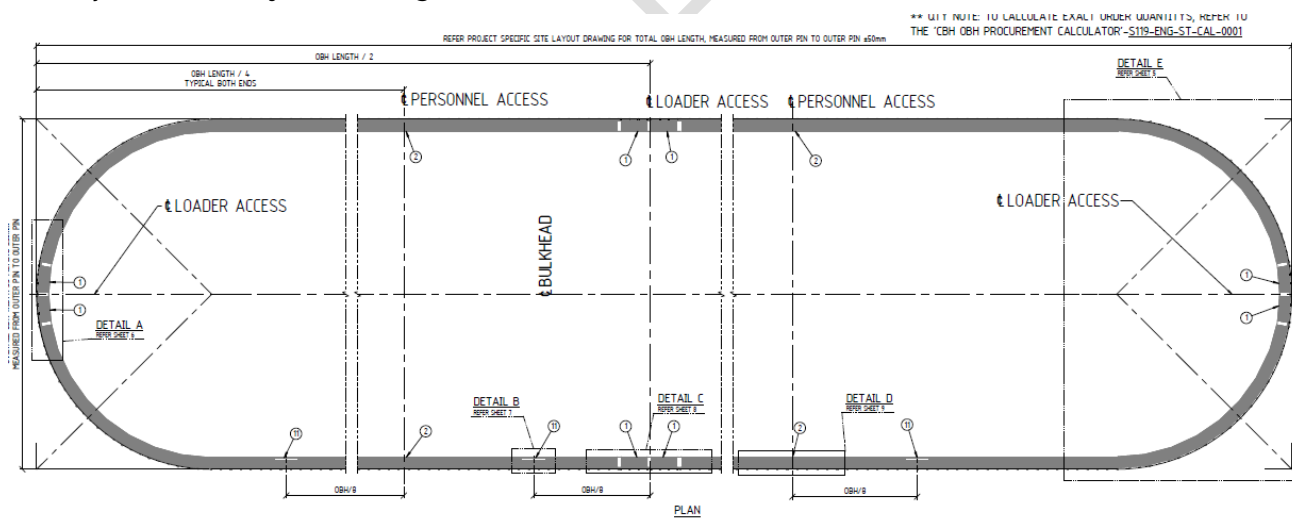 ** QTY NOTE: TO CALCULATE EXACT ORDER QUANTITYS, REFER TO
THE 'CBH OBH PROCUREMENT CALCULATOR'-S119-ENG-ST-CAL-0001
REFER PROJECT SPECIFIC SITE LAYOUT DRAWING FOR TOTAL OBH LENGTH, MEASURED FROM OUTER PIN TO OUTER PIN ±50mm
OBH LENGTH / 2
DETAIL E
REFER SHEET 5
OBH LENGTH / 4
TYPICAL BOTH ENDS
℄ PERSONNEL ACCESS
℄ LOADER ACCESS
℄ PERSONNEL ACCESS
2
1
1
2
℄ LOADER ACCESS
℄ LOADER ACCESS
℄ BULKHEAD
MEASURED FROM OUTER PIN TO OUTER PIN
1
1
1
1
DETAIL A
REFER SHEET 6
DETAIL B
REFER SHEET 7
DETAIL C
REFER SHEET 8
DETAIL D
REFER SHEET 9
11
2
11
1
1
2
11
OBH/8
OBH/8
OBH/8
PLAN